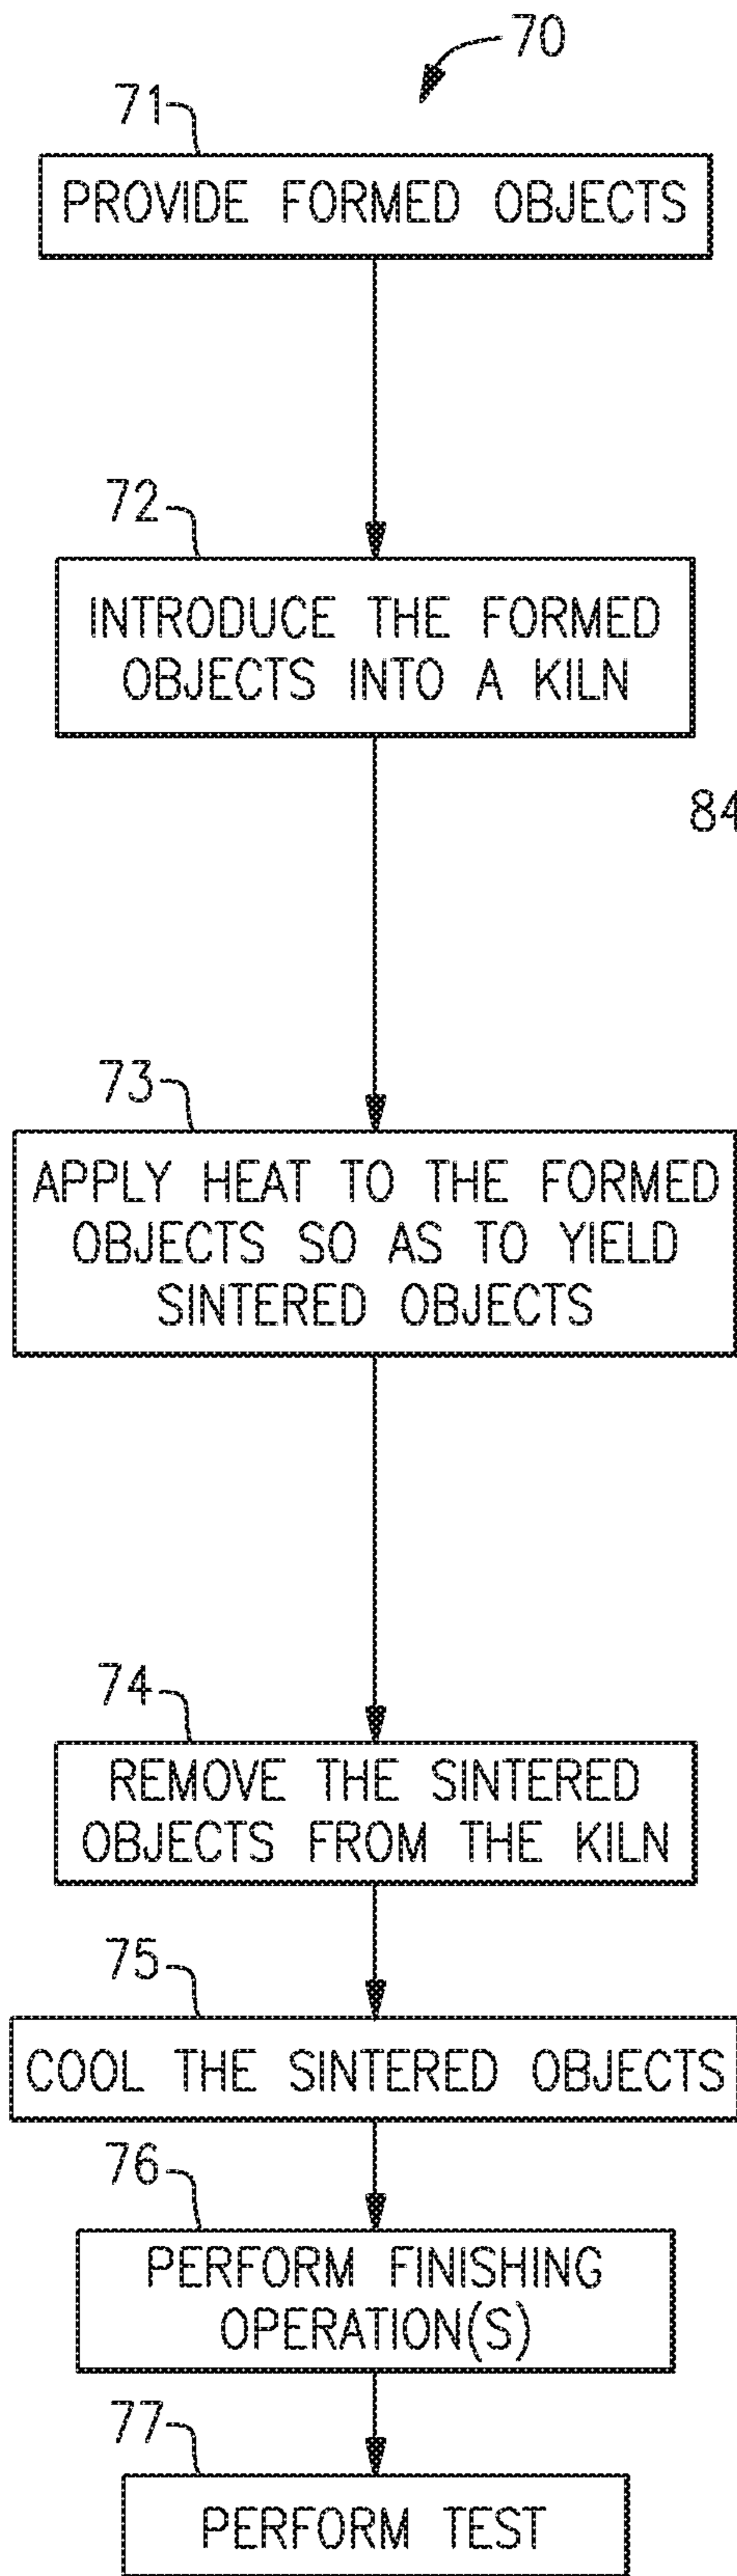 70
71
PROVIDE FORMED OBJECTS
72
INTRODUCE THE FORMED
OBJECTS INTO A KILN
84
73
APPLY HEAT TO THE FORMED
OBJECTS SO AS TO YIELD
SINTERED OBJECTS
74
REMOVE THE SINTERED
OBJECTS FROM THE KILN
75
COOL THE SINTERED OBJECTS
76
PERFORM FINISHING
OPERATION(S)
77
PERFORM TEST